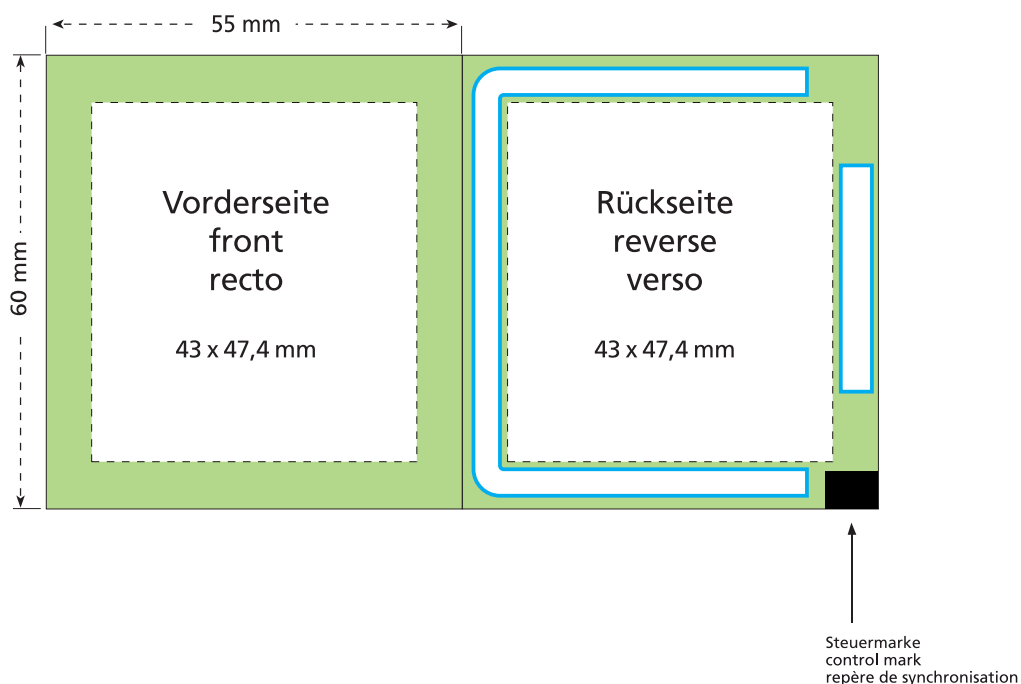 55 mm
60 mm
Vorderseite
front
recto
43 x 47,4 mm
Rückseite
reverse
verso
43 x 47,4 mm
Steuermarke
control mark
repère de synchronisation